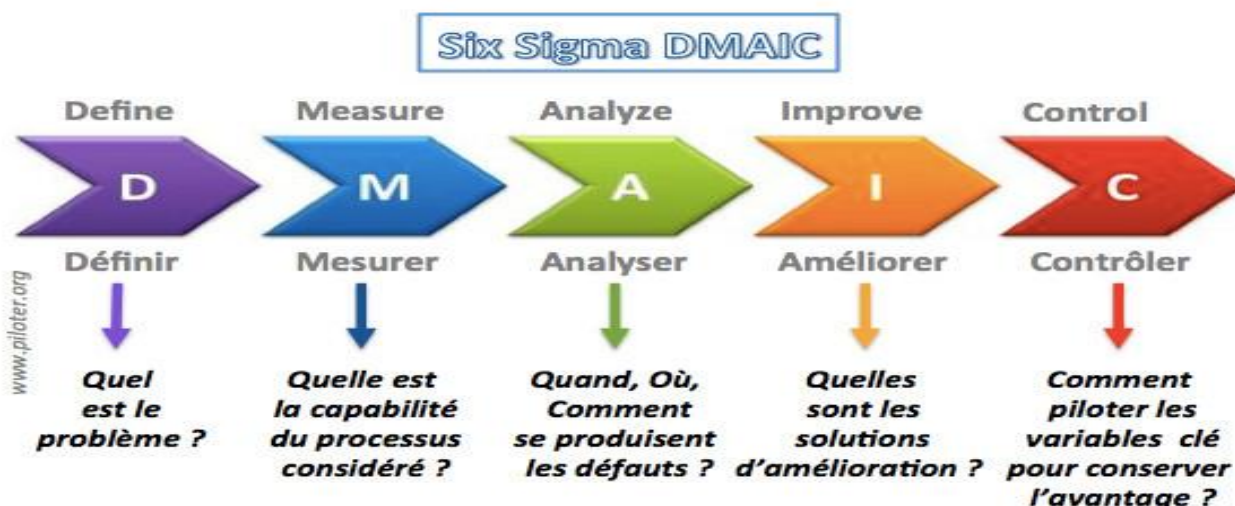 Six Sigma DMAIC
Define
Measure
Analyze
Improve
Control
D
M
A
I
C
Définir
Mesurer
Analyser
Améliorer
Contrôler
www.piloter.org
Quel
est le
problème ?
Quelle est
la capabilité
du processus
considéré ?
Quand, Où,
Comment
se produisent
les défauts ?
Quelles
sont les
solutions
d'amélioration ?
Comment
piloter les
variables clé
pour conserver
l'avantage ?